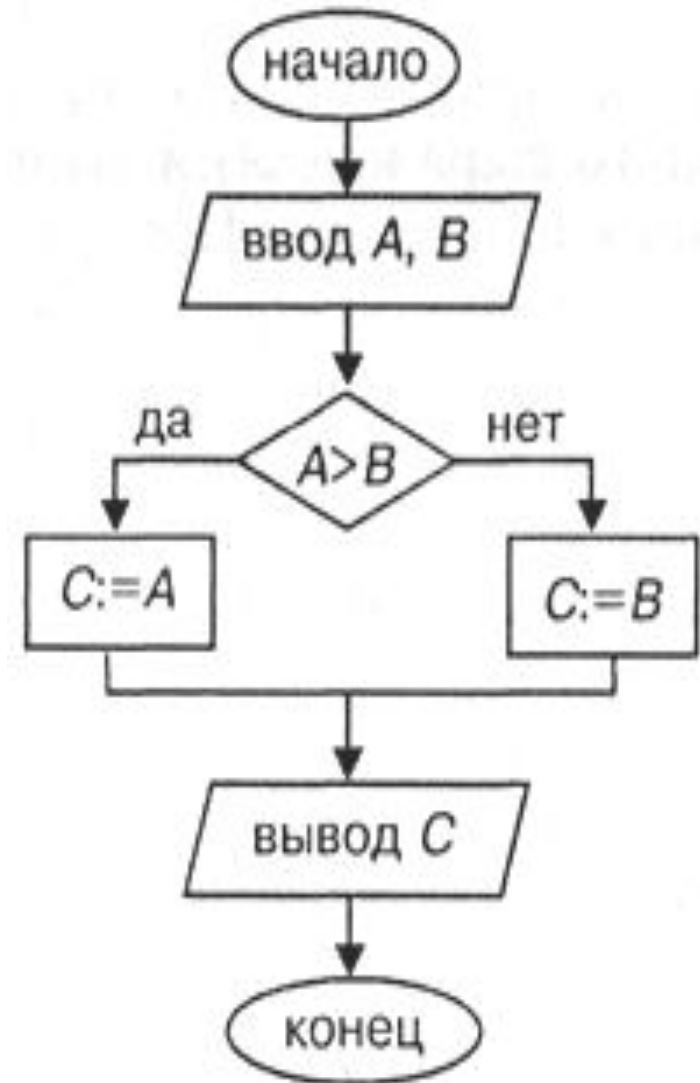 начало
ввод A, B
да
A>B
нет
C:=A
C:=B
вывод C
конец